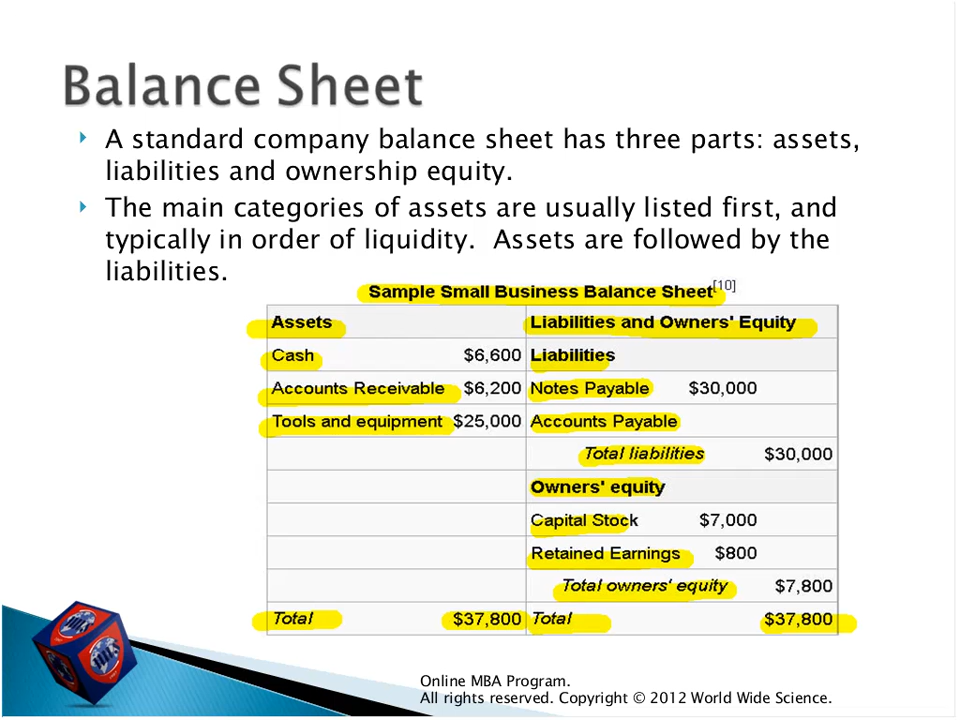 Balance Sheet
A standard company balance sheet has three parts: assets,
liabilities and ownership equity.
The main categories of assets are usually listed first, and
typically in order of liquidity.  Assets are followed by the
liabilities.
Sample Small Business Balance Sheet[10]
Assets Liabilities and Owners' Equity
Cash $6,600 Liabilities
Accounts Receivable $6,200 Notes Payable $30,000
Tools and equipment $25,000 Accounts Payable
Total liabilities $30,000
Owners' equity
Capital Stock $7,000
Retained Earnings $800
Total owners' equity $7,800
Total $37,800 Total $37,800
Online MBA Program.
All rights reserved. Copyright © 2012 World Wide Science.